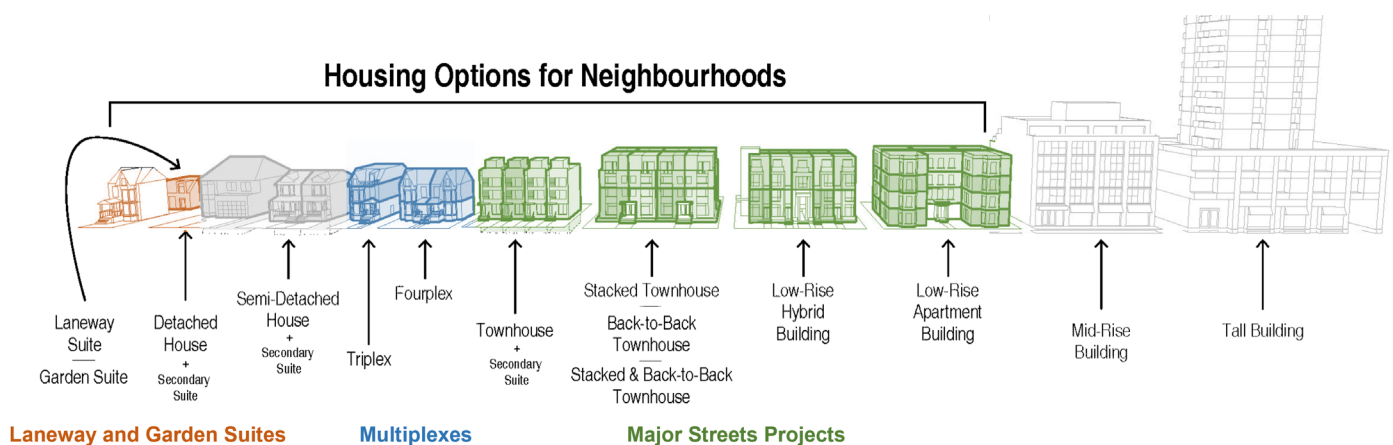 Housing Options for Neighbourhoods
Laneway
Suite
Garden Suite
Detached
House
+
Secondary
Suite
Semi-Detached
House
+
Secondary
Suite
Triplex
Fourplex
Townhouse
+
Secondary
Suite
Stacked Townhouse
Back-to-Back
Townhouse
Stacked & Back-to-Back
Townhouse
Low-Rise
Hybrid
Building
Low-Rise
Apartment
Building
Mid-Rise
Building
Tall Building
Laneway and Garden Suites
Multiplexes
Major Streets Projects